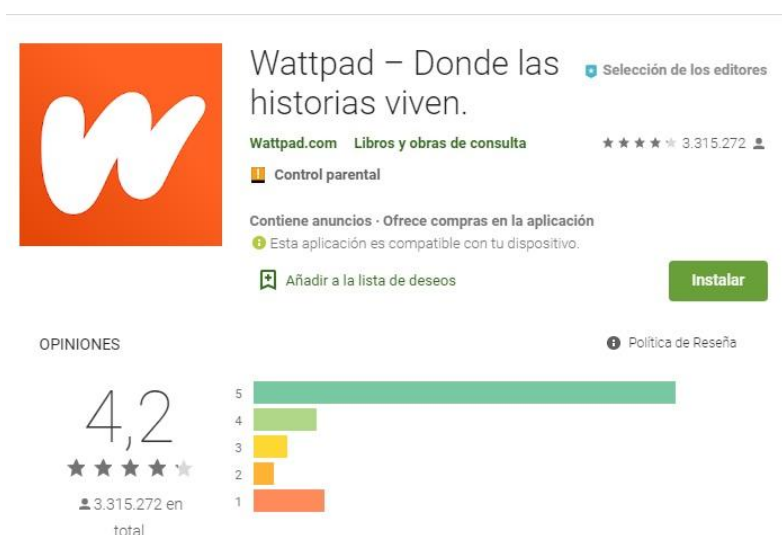 Wattpad – Donde las
historias viven.
Selección de los editores
Wattpad.com Libros y obras de consulta
3.315.272
Control parental
Contiene anuncios · Ofrece compras en la aplicación
Esta aplicación es compatible con tu dispositivo.
Añadir a la lista de deseos
Instalar
OPINIONES
Política de Reseña
4,2
3.315.272 en
total
5
4
3
2
1